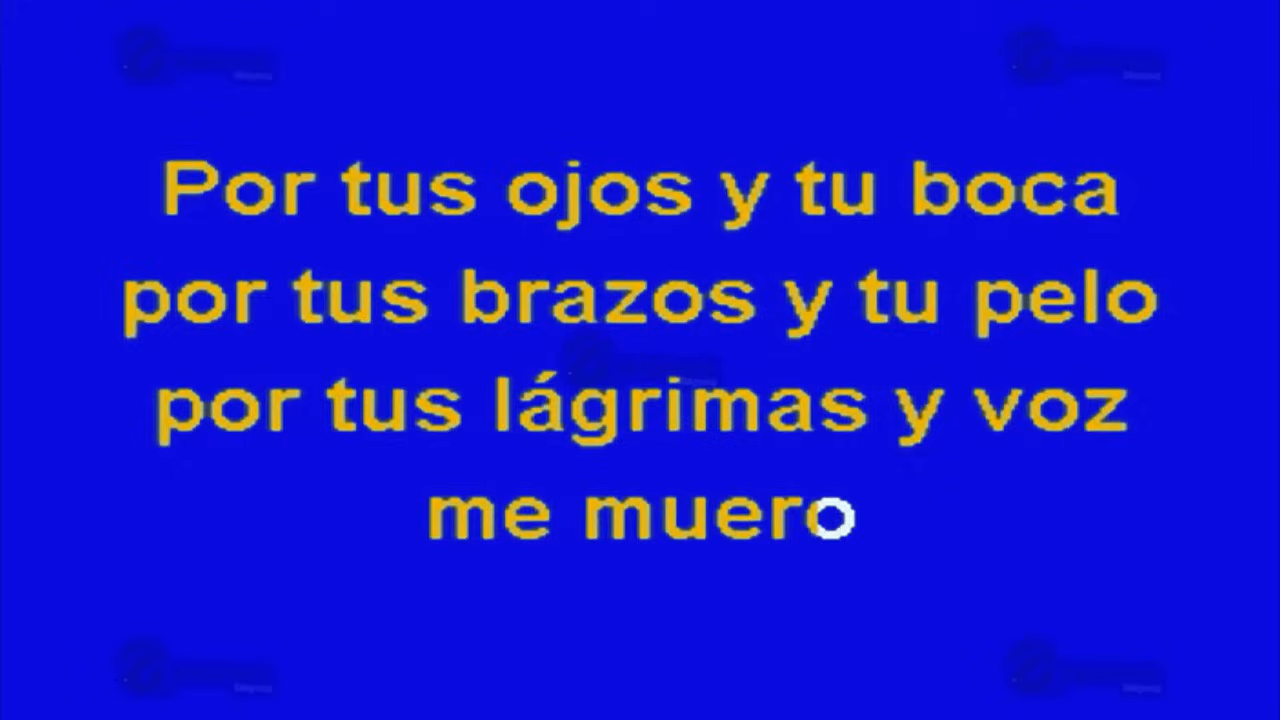 Por tus ojos y tu boca
por tus brazos y tu pelo
por tus lágrimas y voz
me muero